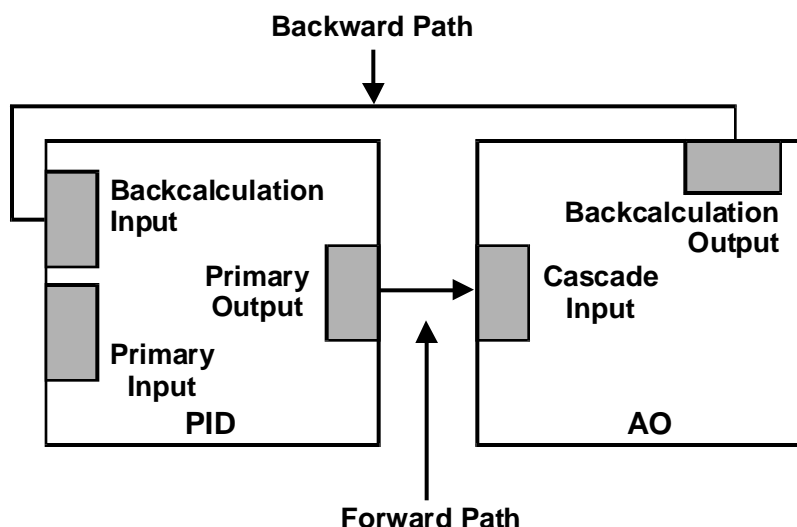 Backward Path
Backcalculation
Input
Backcalculation
Output
Primary
Output
Cascade
Input
Primary
Input
PID
AO
Forward Path